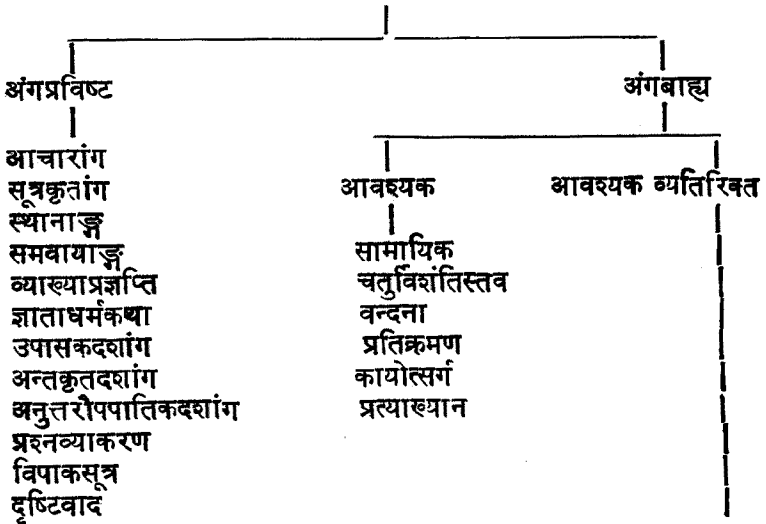 अंगप्रविष्ट
अंगबाह्य
आचारांग
सूत्रकृतांग
स्थानाङ्ग
समवायाङ्ग
व्याख्याप्रज्ञप्ति
ज्ञाताधर्मकथा
उपासकदशांग
अन्तकृतदशांग
अनुत्तरौपपातिकदशांग
प्रश्नव्याकरण
विपाकसूत्र
दृष्टिवाद
आवश्यक
सामायिक
चतुर्विशंतिस्तव
वन्दना
प्रतिक्रमण
कायोत्सर्ग
प्रत्याख्यान
आवश्यक व्यतिरिक्त